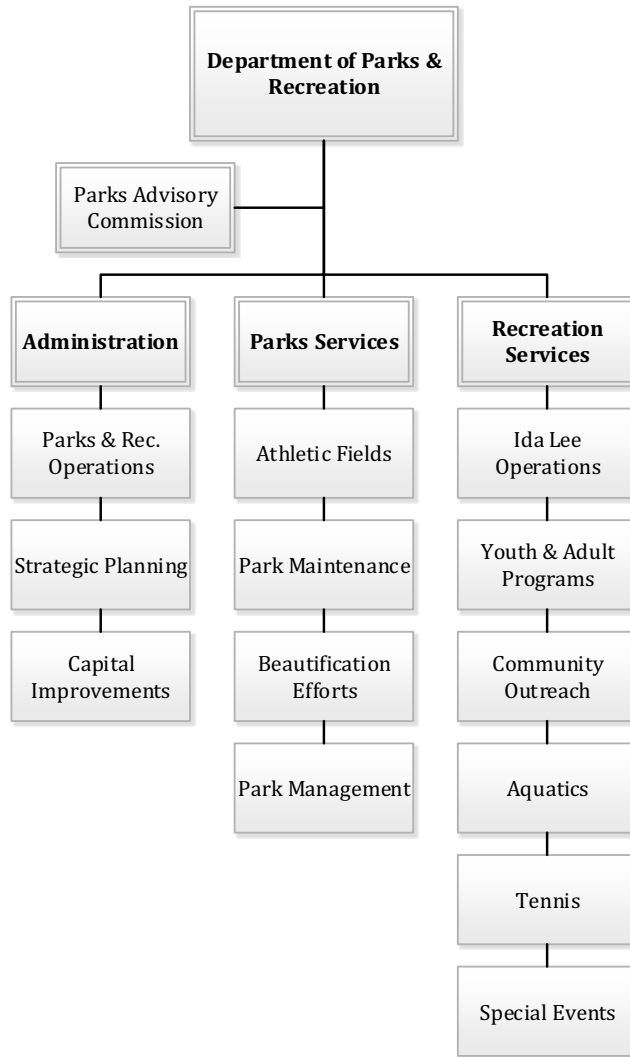 Department of Parks &
Recreation
Parks Advisory
Commission
Administration
Parks & Rec.
Operations
Strategic Planning
Capital
Improvements
Parks Services
Athletic Fields
Park Maintenance
Beautification
Efforts
Park Management
Recreation
Services
Ida Lee
Operations
Youth & Adult
Programs
Community
Outreach
Aquatics
Tennis
Special Events